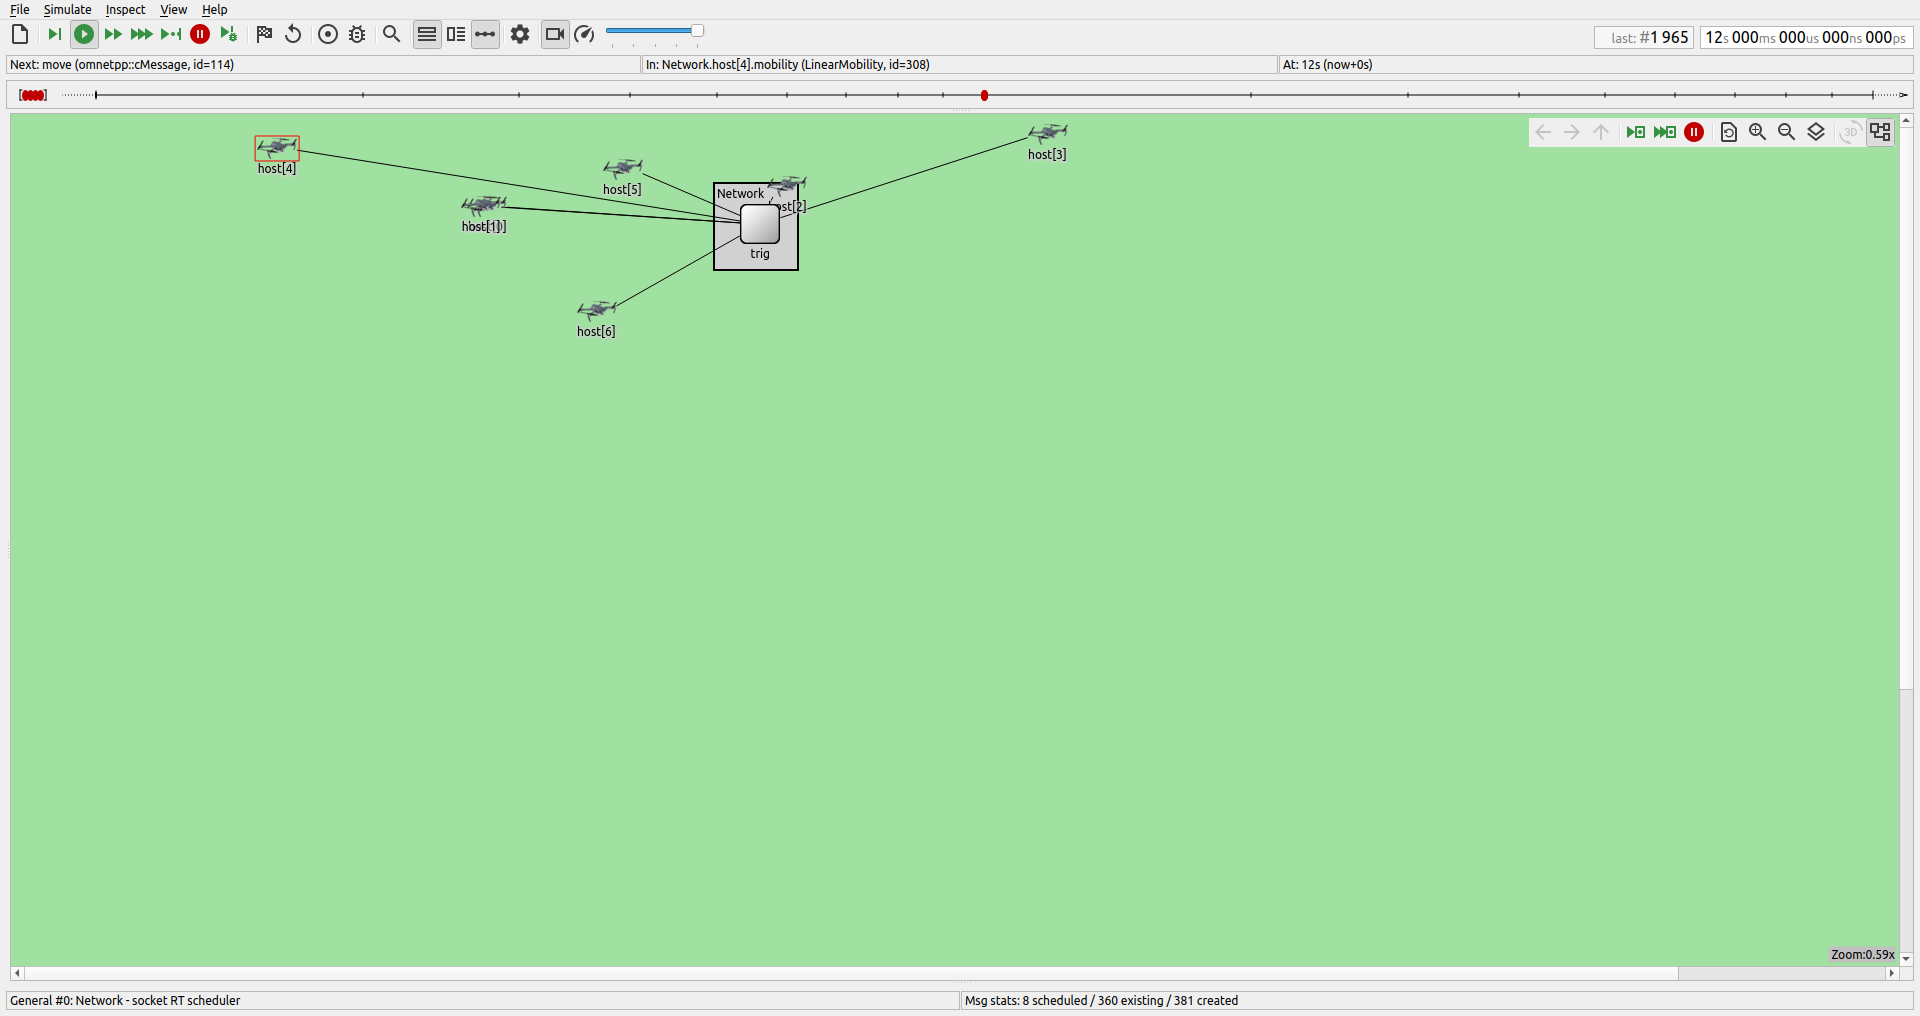 File Simulate Inspect View Help
last: #1 965 12s 000ms 000us 000ns 000ps
Next: move (omnetpp::cMessage, id=114) In: Network.host[4].mobility (LinearMobility, id=308) At: 12s (now+0s)
3D
host[3]
host[4]
host[5]
Network
ost[2]
host[1]
trig
host[6]
Zoom:0.59x
General #0: Network - socket RT scheduler Msg stats: 8 scheduled / 360 existing / 381 created